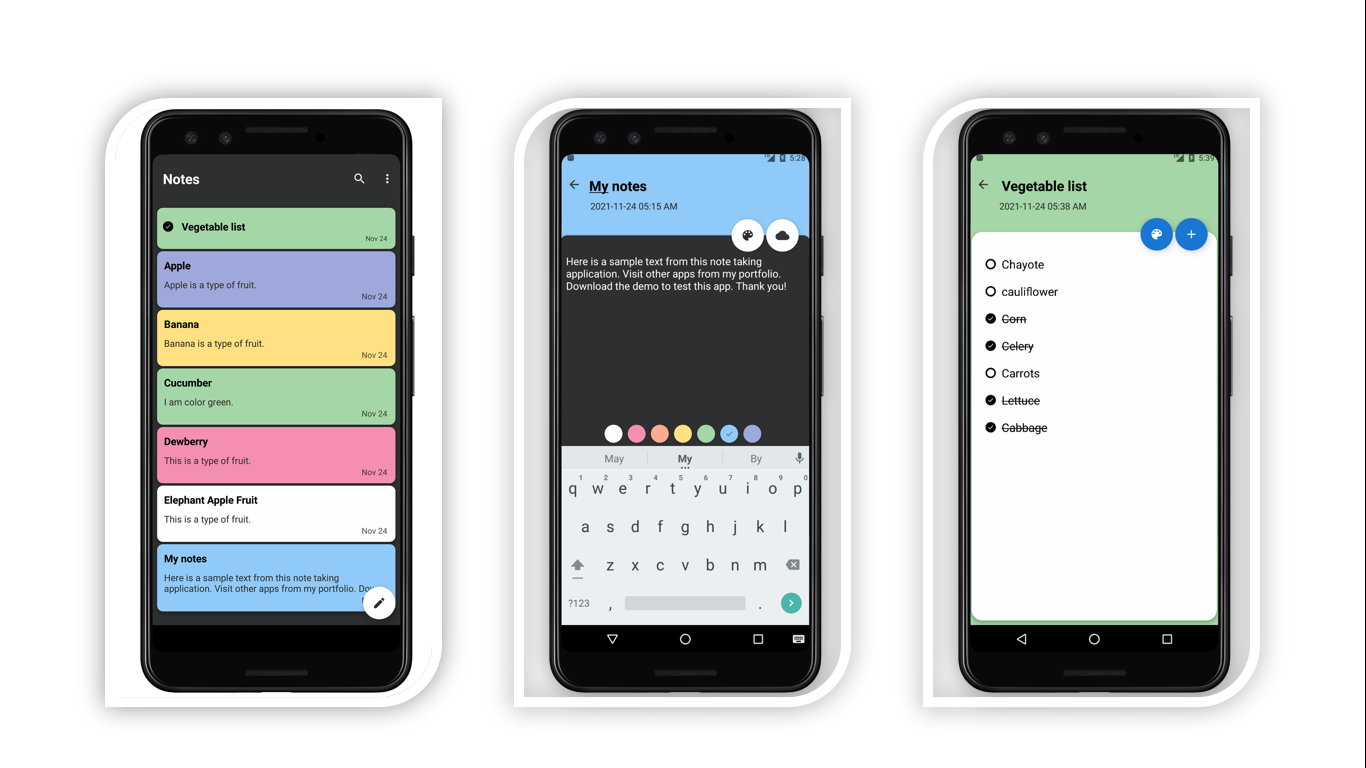 Notes
Vegetable list
Nov 24
Apple
Apple is a type of fruit.
Nov 24
Banana
Banana is a type of fruit.
Nov 24
Cucumber
I am color green.
Nov 24
Dewberry
This is a type of fruit.
Nov 24
Elephant Apple Fruit
This is a type of fruit.
Nov 24
My notes
Here is a sample text from this note taking
application. Visit other apps from my portfolio.
5:28
My notes
2021-11-24 05:15 AM
Here is a sample text from this note taking
application. Visit other apps from my portfolio.
Download the demo to test this app. Thank you!
May My By
1 2 3 4 5 6 7 8 9 0
q w e r t y u i o p
a s d f g h j k l
z x c v b n m
?123 , .
5:39
Vegetable list
2021-11-24 05:38 AM
Chayote
cauliflower
Corn
Celery
Carrots
Lettuce
Cabbage